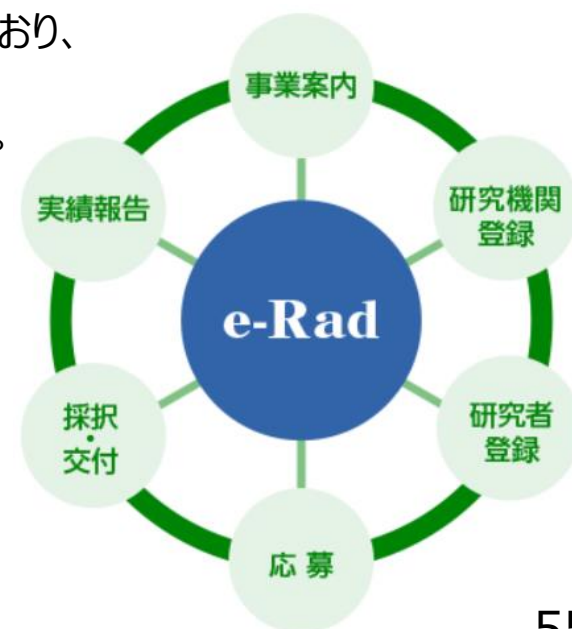 おり、
。
事業案内
研究機関
登録
研究者
登録
応 募
採択
・
交付
実績報告
e-Rad